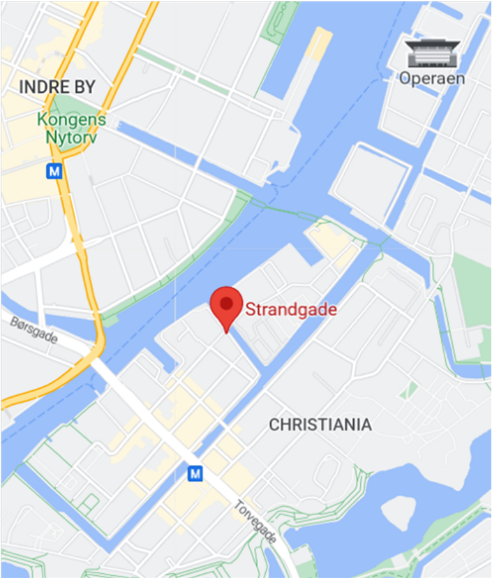 Operaen
INDRE BY
Kongens
Nytorv
M
Strandgade
Børsgade
CHRISTIANIA
M
Torvegade